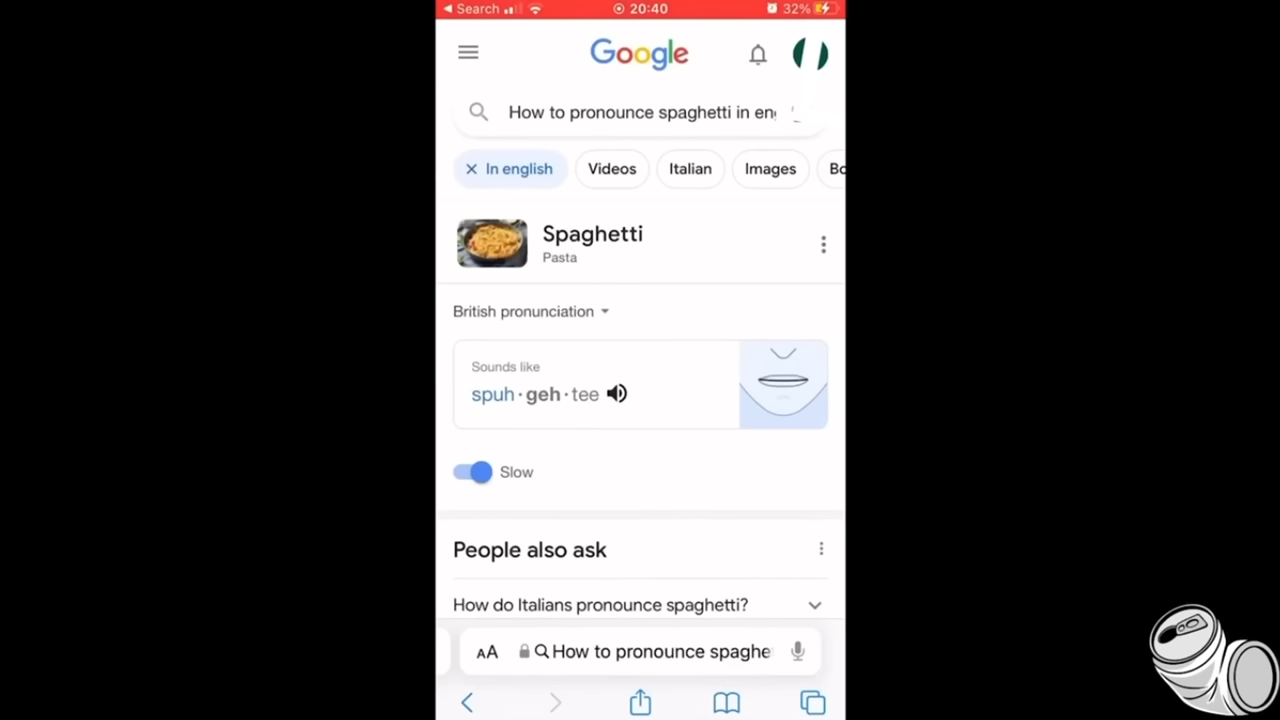 Search 20:40 32%
Google
How to pronounce spaghetti in en
In english Videos Italian Images Bo
Spaghetti
Pasta
British pronunciation
Sounds like
spuh·geh·tee
Slow
People also ask
How do Italians pronounce spaghetti?
AA How to pronounce spaghe